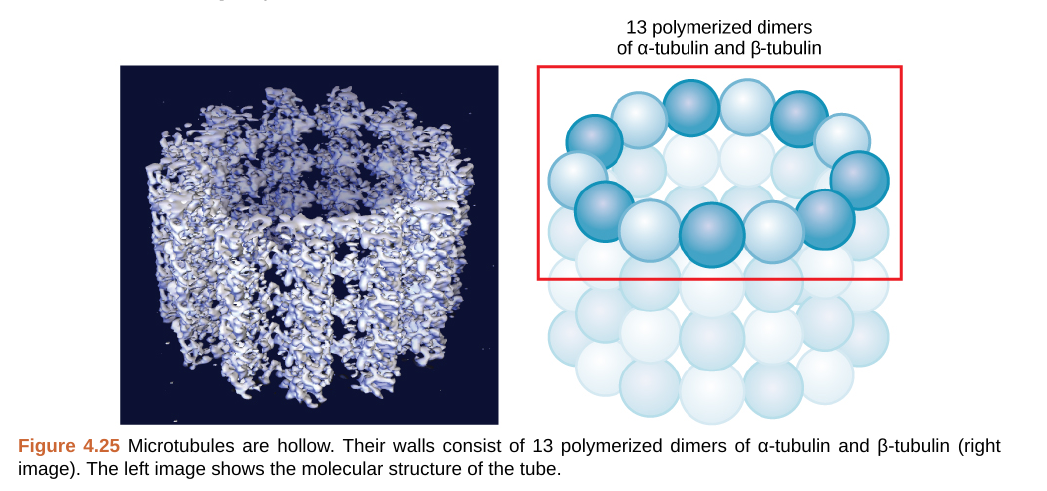 13 polymerized dimers
of α-tubulin and β-tubulin
Figure 4.25 Microtubules are hollow. Their walls consist of 13 polymerized dimers of α-tubulin and β-tubulin (right
image). The left image shows the molecular structure of the tube.